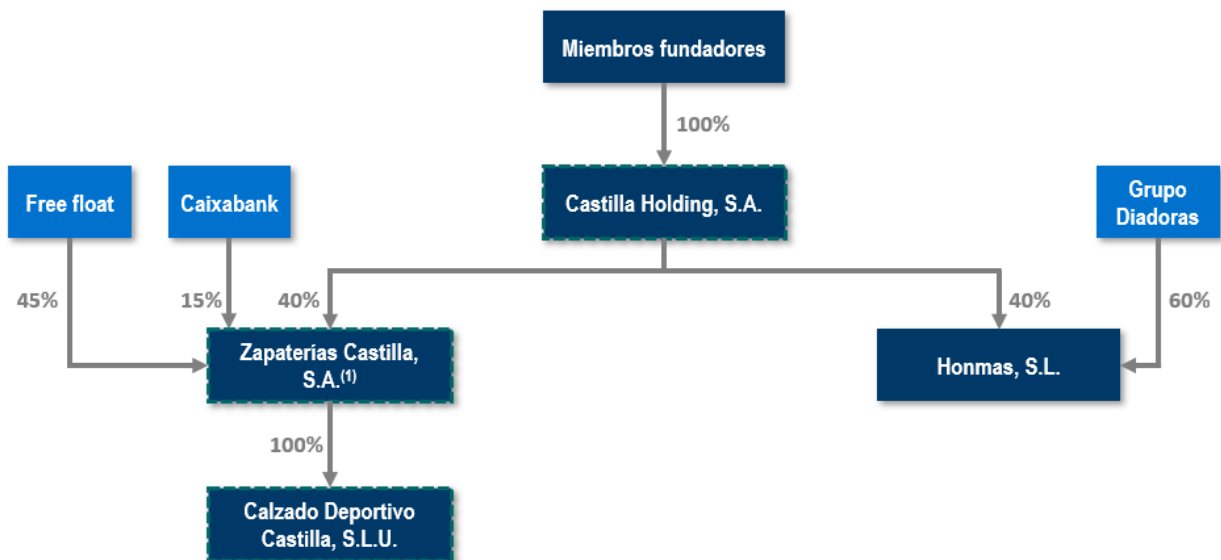 Miembros fundadores
100%
Free float
Caixabank
Castilla Holding, S.A.
Grupo
Diadoras
45%
15%
40%
40%
60%
Zapaterías Castilla,
S.A.(1)
Honmas, S.L.
100%
Calzado Deportivo
Castilla, S.L.U.